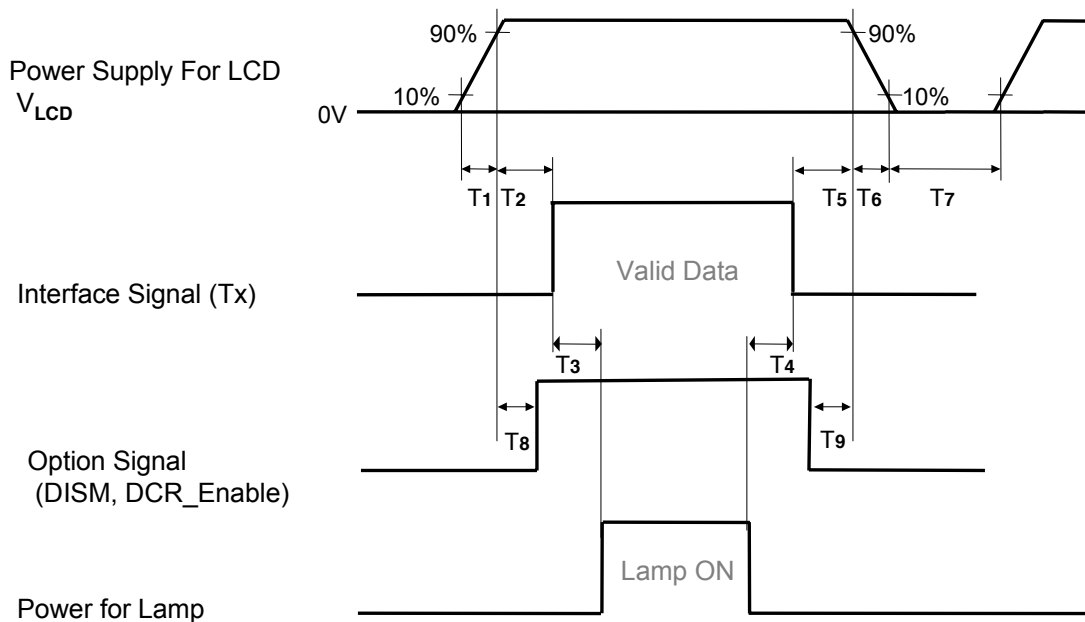 90%
90%
Power Supply For LCD
VLCD
10%
10%
0V
T1 T2
T5 T6
T7
Valid Data
Interface Signal (Tx)
T3
T4
T8
T9
Option Signal
(DISM, DCR_Enable)
Lamp ON
Power for Lamp